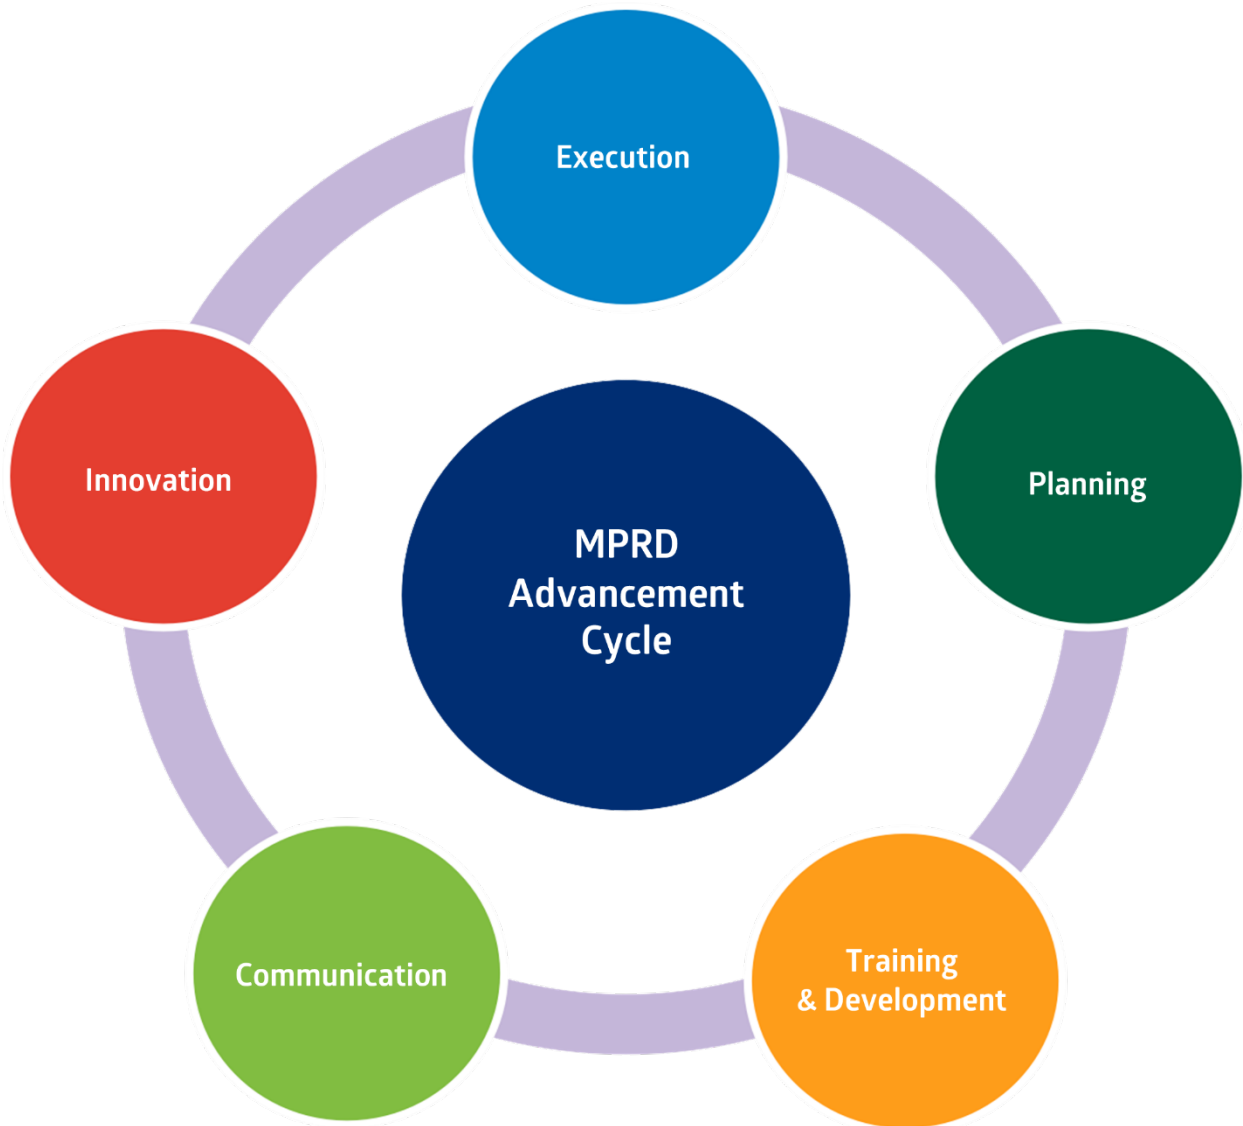 Execution
Innovation
Planning
MPRD
Advancement
Cycle
Communication
Training
& Development